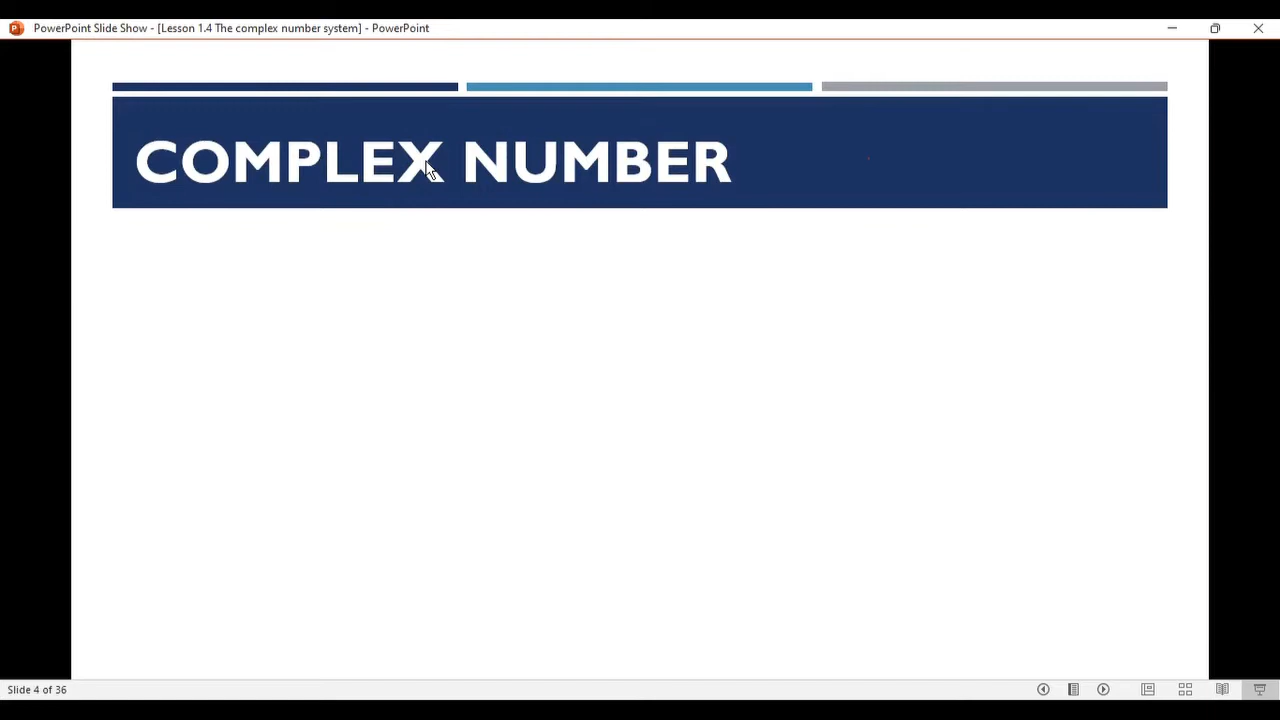 PowerPoint Slide Show - [Lesson 1.4 The complex number system] - PowerPoint
COMPLEX NUMBER
Slide 4 of 36